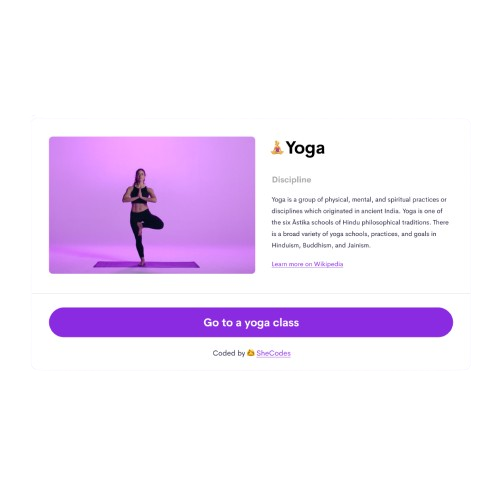 Yoga
Discipline
Yoga is a group of physical, mental, and spiritual practices or
disciplines which originated in ancient India. Yoga is one of
the six Āstika schools of Hindu philosophical traditions. There
is a broad variety of yoga schools, practices, and goals in
Hinduism, Buddhism, and Jainism.
Learn more on Wikipedia
Go to a yoga class
Coded by SheCodes